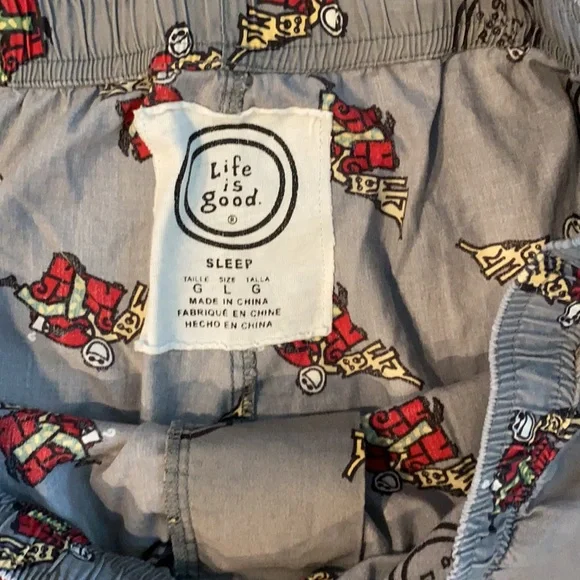 Life
is
good.®
SLEEP
TAILLE SIZE TALLA
G L G
MADE IN CHINA
FABRIQUÉ EN CHINE
HECHO EN CHINA